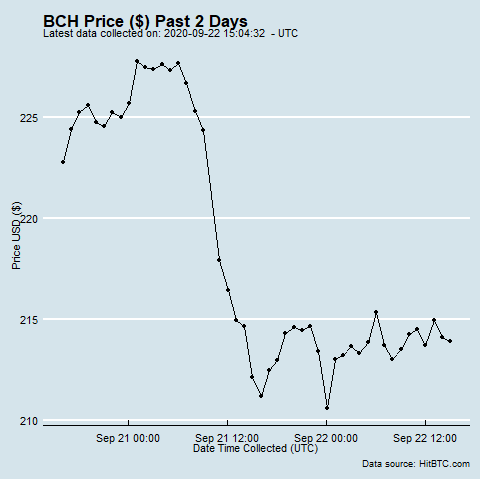 BCH Price ($) Past 2 Days
Latest data collected on: 2020-09-22 15:04:32 - UTC
Price USD ($)
225
220
215
210
Sep 21 00:00
Sep 21 12:00
Sep 22 00:00
Sep 22 12:00
Date Time Collected (UTC)
Data source: HitBTC.com